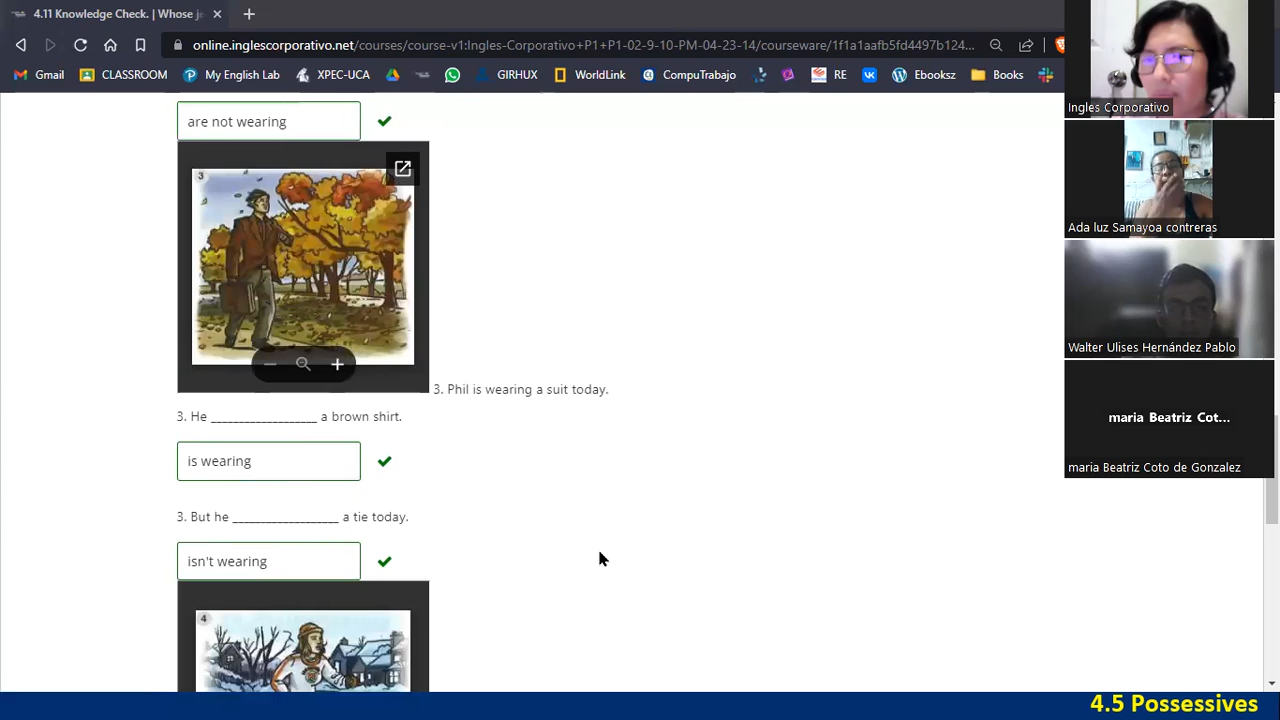 4.11 Knowledge Check. | Whose j
online.inglescorporativo.net/courses/course-v1:Ingles-Corporativo+P1+P1-02-9-10-PM-04-23-14/courseware/1f1a1aafb5fd4497b124...
Gmail CLASSROOM My English Lab XPEC-UCA GIRHUX WorldLink CompuTrabajo RE Ebooksz Books
are not wearing
3
3. Phil is wearing a suit today.
3. He __________________ a brown shirt.
is wearing
3. But he __________________ a tie today.
isn't wearing
4
Ingles Corporativo
Ada luz Samayoa contreras
Walter Ulises Hernández Pablo
maria Beatriz Cot...
maria Beatriz Coto de Gonzalez
4.5 Possessives